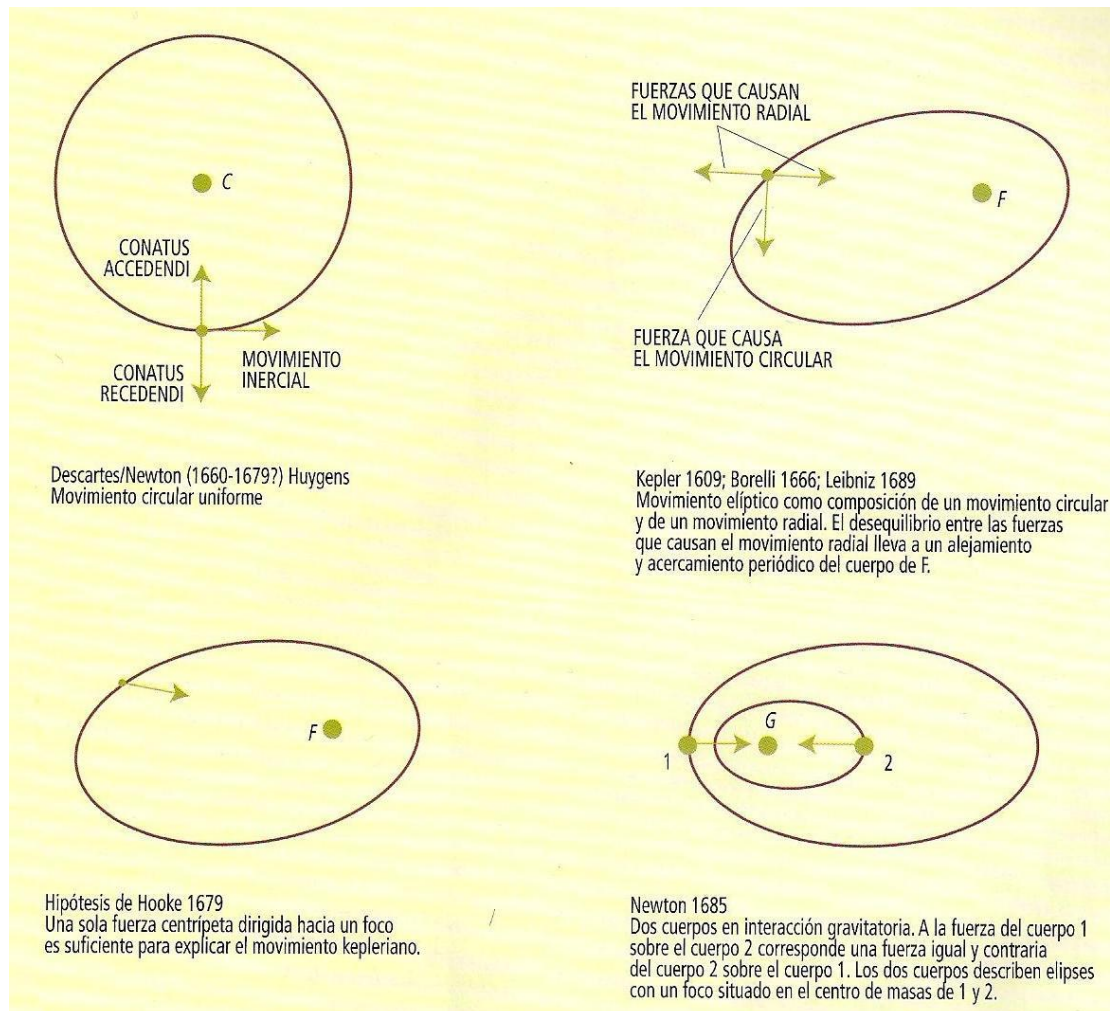 C
CONATUS
ACCEDENDI
CONATUS
RECEDENDI
MOVIMIENTO
INERCIAL
Descartes/Newton (1660-1679?) Huygens
Movimiento circular uniforme
FUERZAS QUE CAUSAN
EL MOVIMIENTO RADIAL
F
FUERZA QUE CAUSA
EL MOVIMIENTO CIRCULAR
Kepler 1609; Borelli 1666; Leibniz 1689
Movimiento elíptico como composición de un movimiento circular
y de un movimiento radial. El desequilibrio entre las fuerzas
que causan el movimiento radial lleva a un alejamiento
y acercamiento periódico del cuerpo de F.
F
Hipótesis de Hooke 1679
Una sola fuerza centrípeta dirigida hacia un foco
es suficiente para explicar el movimiento kepleriano.
G
1
2
Newton 1685
Dos cuerpos en interacción gravitatoria. A la fuerza del cuerpo 1
sobre el cuerpo 2 corresponde una fuerza igual y contraria
del cuerpo 2 sobre el cuerpo 1. Los dos cuerpos describen elipses
con un foco situado en el centro de masas de 1 y 2.